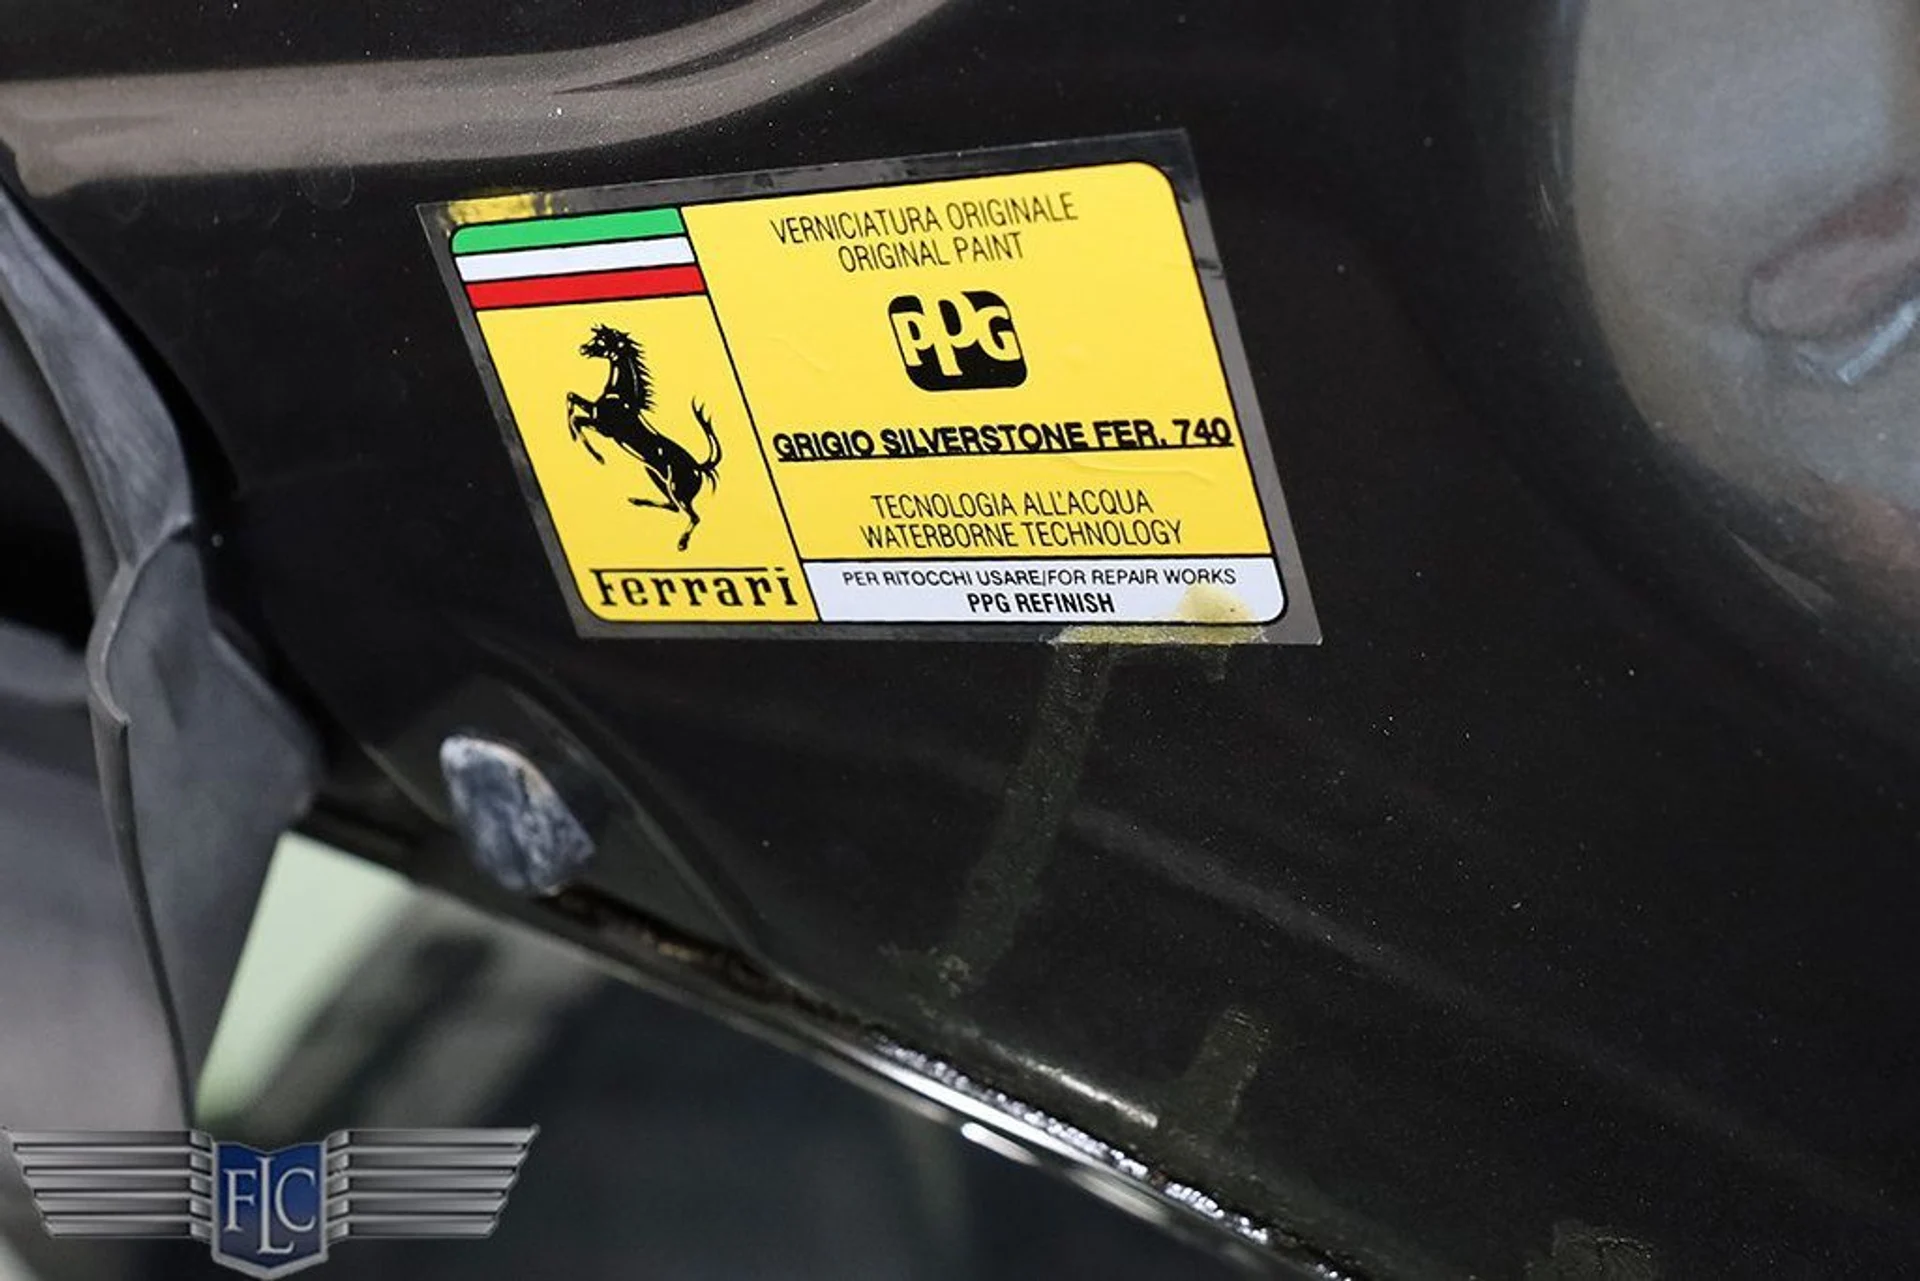 VERNICIATURA ORIGINALE
ORIGINAL PAINT
PPG
GRIGIO SILVERSTONE FER. 740
TECNOLOGIA ALL'ACQUA
WATERBORNE TECHNOLOGY
Ferrari
PER RITOCCHI USARE/FOR REPAIR WORKS
PPG REFINISH
FLC